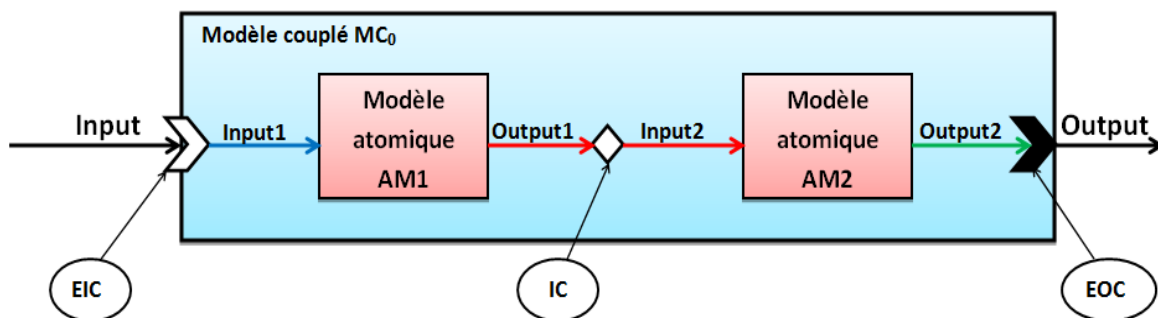 Modèle couplé MC₀
Input
Input1
Modèle
atomique
AM1
Output1
Input2
Modèle
atomique
AM2
Output2
Output
EIC
IC
EOC